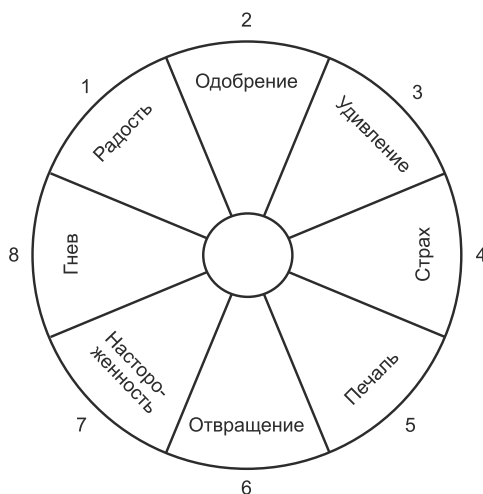 2
Одобрение
1
Радость
3
Удивление
8
Гнев
4
Страх
7
Насторо-
женность
5
Печаль
Отвращение
6